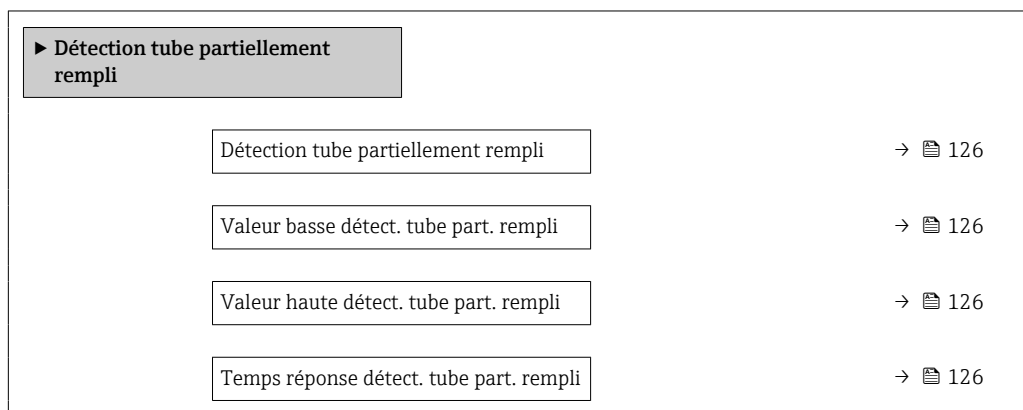 ▶ Détection tube partiellement
rempli
Détection tube partiellement rempli → 126
Valeur basse détect. tube part. rempli → 126
Valeur haute détect. tube part. rempli → 126
Temps réponse détect. tube part. rempli → 126